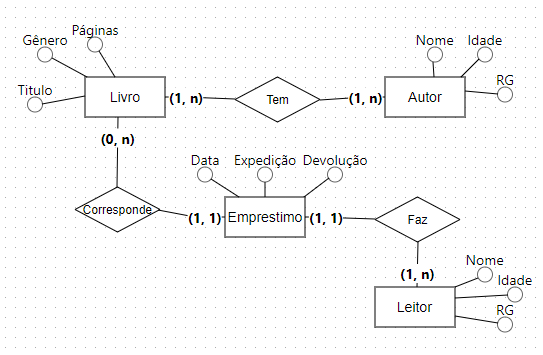 Páginas
Gênero
Titulo
Livro
(1, n)
Tem
(1, n)
Autor
Nome
Idade
RG
(0, n)
Corresponde
(1, 1)
Data
Expedição
Devolução
Emprestimo
(1, 1)
Faz
(1, n)
Leitor
Nome
Idade
RG